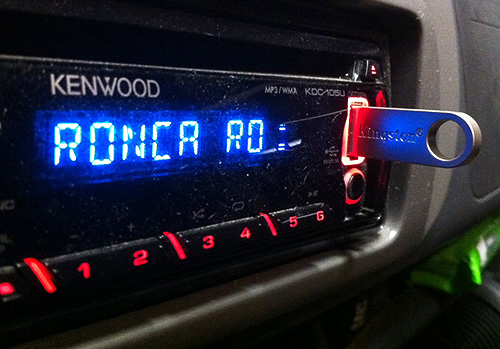 KENWOOD
MP3/WMA KDC-105U
RONCA RO:
Kingston
1 2 3 4 5 6